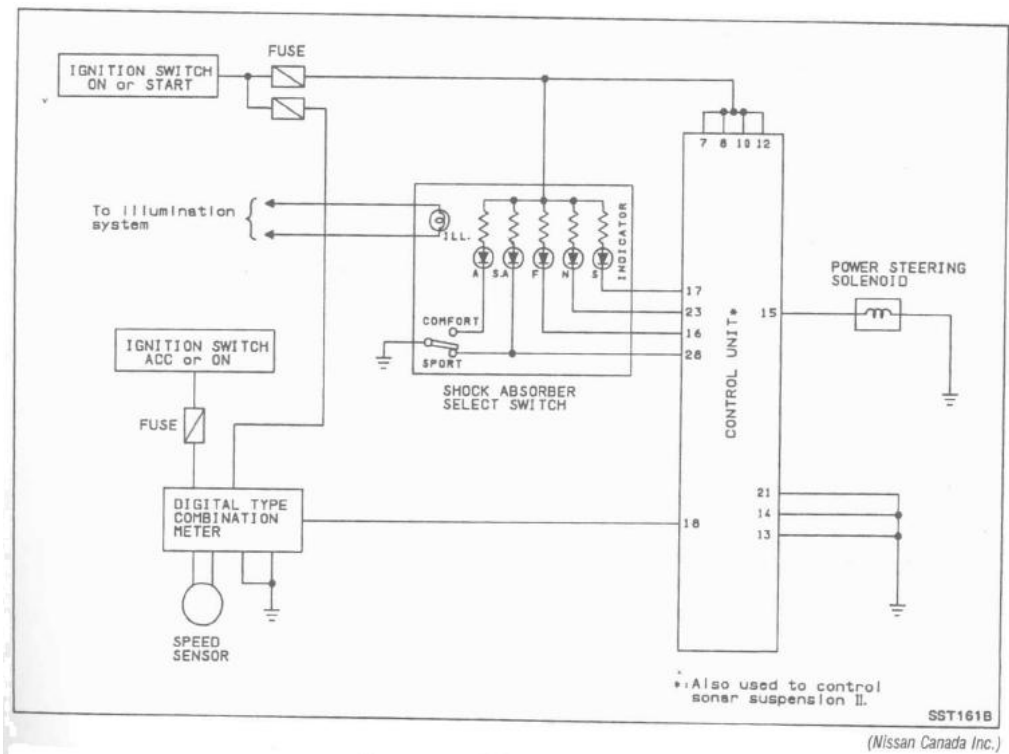 FUSE
IGNITION SWITCH
ON or START
7 8 10 12
To illumination
system
ILL.
A S.A F N S
INDICATOR
COMFORT
SPORT
SHOCK ABSORBER
SELECT SWITCH
17
23
16
28
CONTROL UNIT*
15
POWER STEERING
SOLENOID
IGNITION SWITCH
ACC or ON
FUSE
DIGITAL TYPE
COMBINATION
METER
18
21
14
13
SPEED
SENSOR
*:Also used to control
sonar suspension II.
SST161B
(Nissan Canada Inc.)